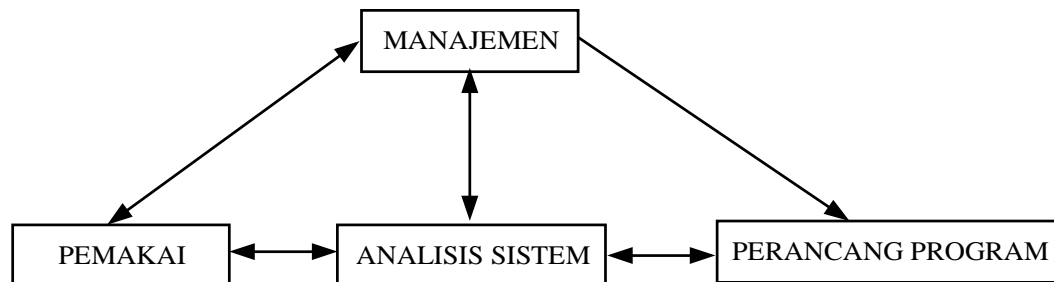 MANAJEMEN
PEMAKAI
ANALISIS SISTEM
PERANCANG PROGRAM